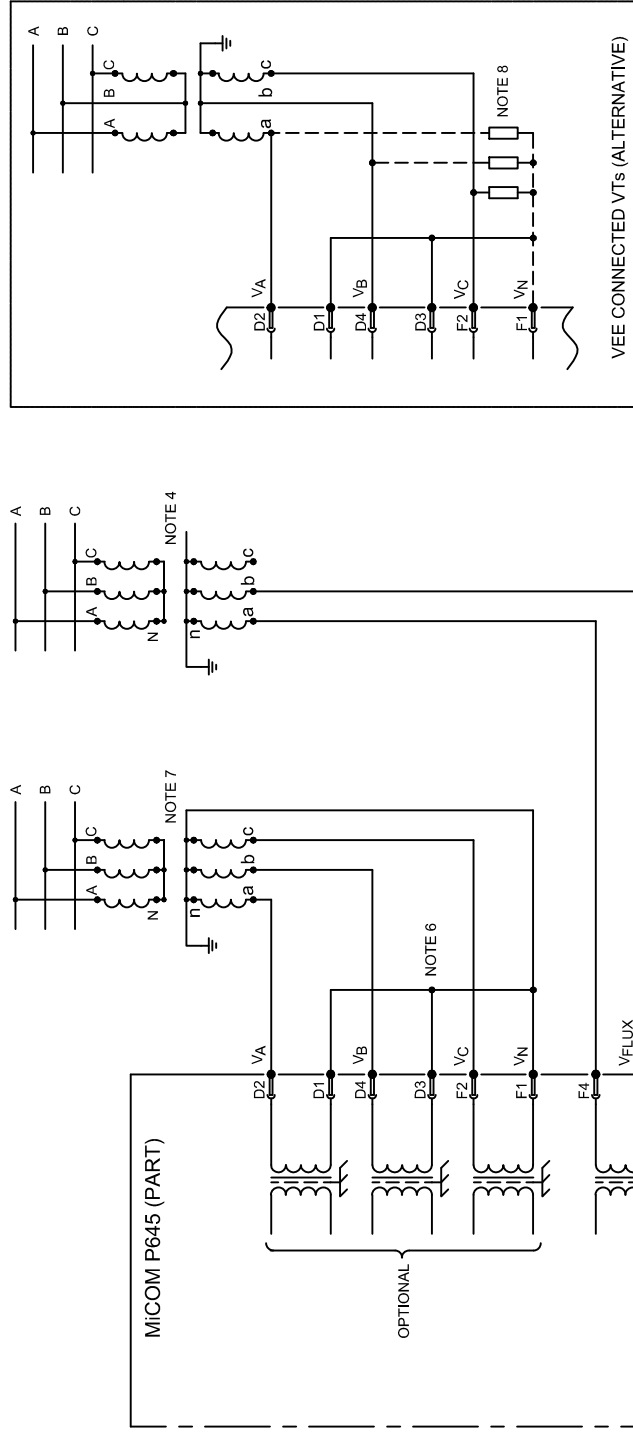 MiCOM P645 (PART)
OPTIONAL
D2
D1
D4
D3
F2
F1
F4
VA
VB
VC
VN
VFLUX
NOTE 6
A
B
C
A
B
C
N
n
a
b
c
NOTE 7
A
B
C
A
B
C
N
n
a
b
c
NOTE 4
A
B
C
A
B
C
a
b
c
NOTE 8
D2
D1
D4
D3
F2
F1
VA
VB
VC
VN
VEE CONNECTED VTs (ALTERNATIVE)